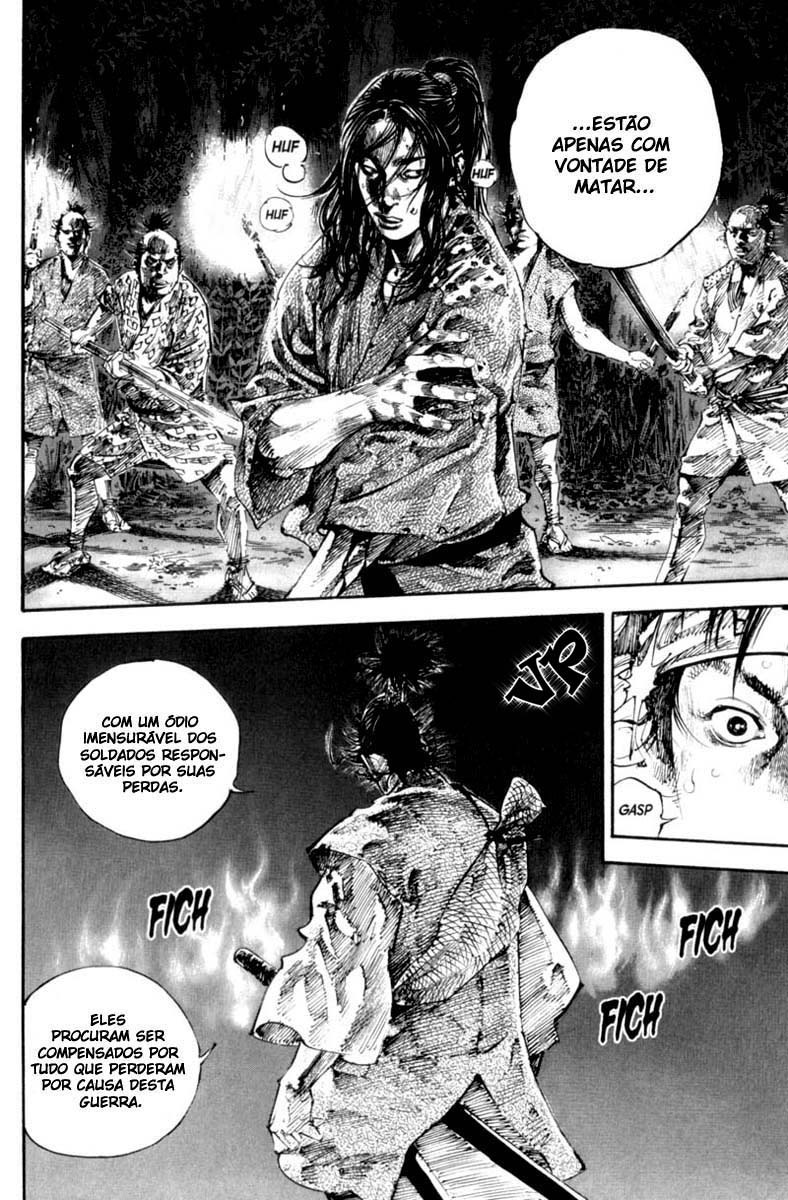 ...ESTÃO
APENAS COM
VONTADE DE
MATAR...
HUF
HUF
HUF
VP
GASP
COM UM ÓDIO
IMENSURÁVEL DOS
SOLDADOS RESPON-
SÁVEIS POR SUAS
PERDAS.
FICH
FICH
FICH
ELES
PROCURAM SER
COMPENSADOS POR
TUDO QUE PERDERAM
POR CAUSA DESTA
GUERRA.